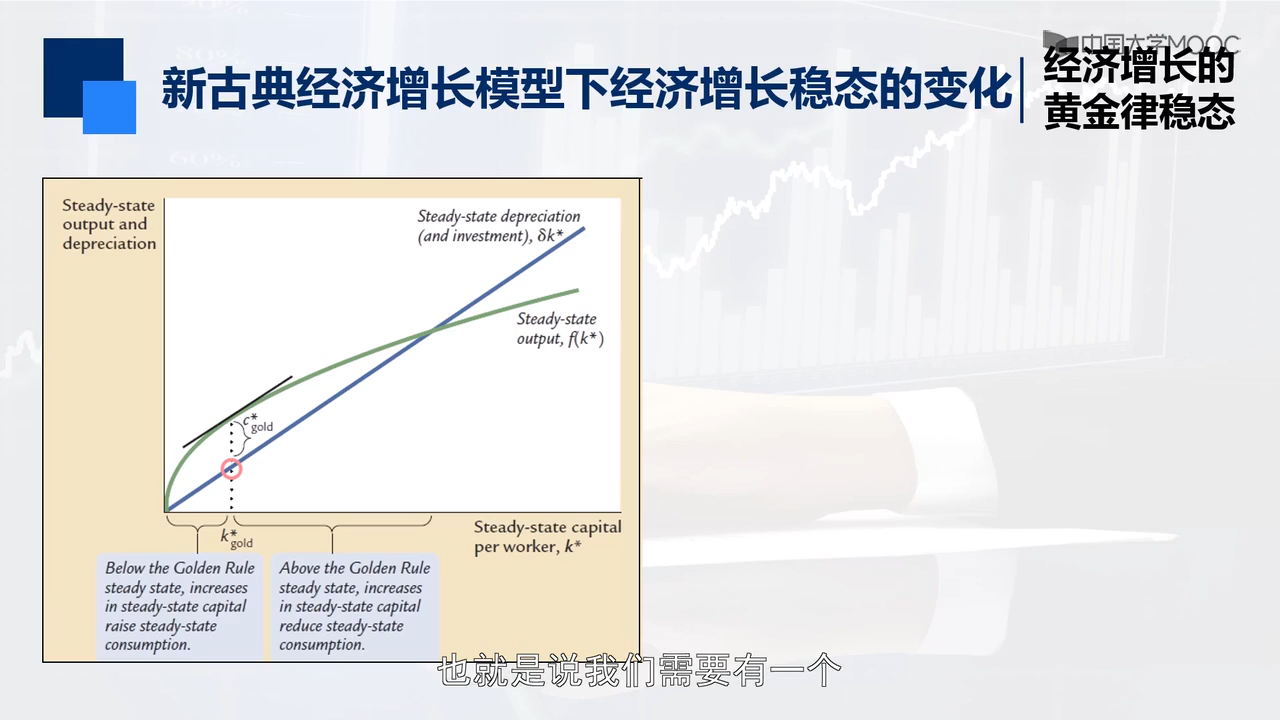 中国大学MOOC
新古典经济增长模型下经济增长稳态的变化
经济增长的
黄金律稳态
80%
60%
Steady-state
output and
depreciation
Steady-state depreciation
(and investment), δk*
Steady-state
output, f(k*)
c*gold
k*gold
Steady-state capital
per worker, k*
Below the Golden Rule
steady state, increases
in steady-state capital
raise steady-state
consumption.
Above the Golden Rule
steady state, increases
in steady-state capital
reduce steady-state
consumption.
也就是说我们需要有一个